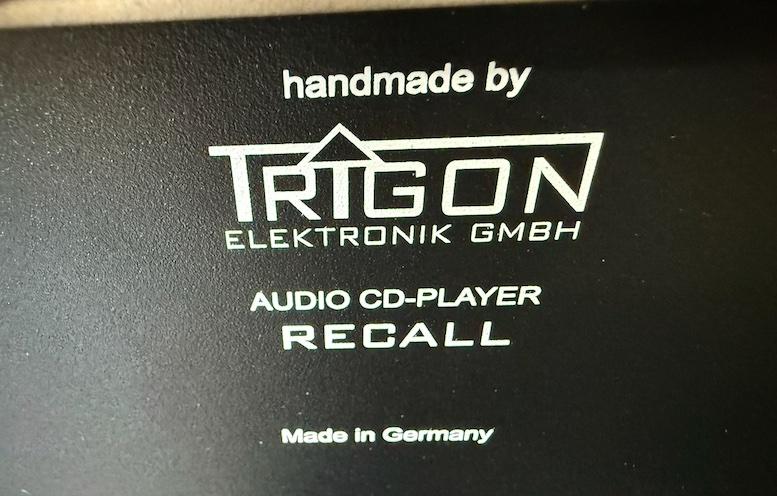 handmade by
TRIGON
ELEKTRONIK GMBH
AUDIO CD-PLAYER
RECALL
Made in Germany